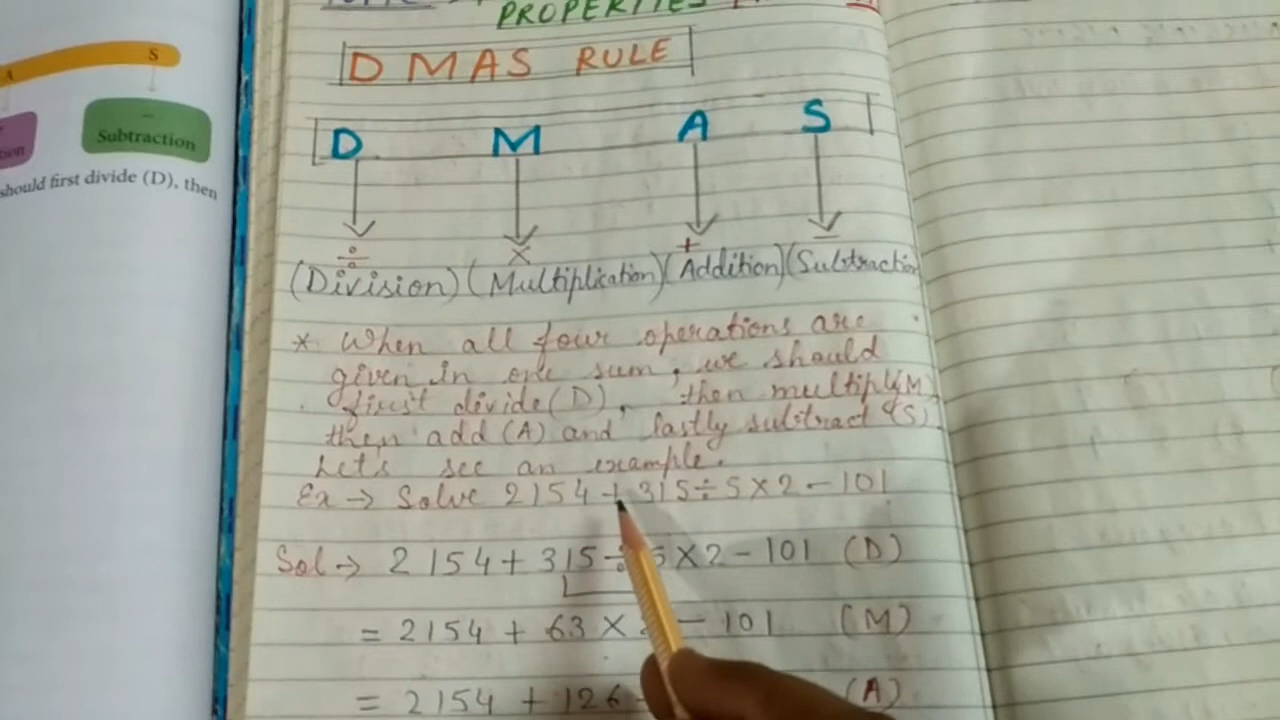 PROPERTIES
DMAS RULE
D M A S
÷ × + −
(Division) (Multiplication) (Addition) (Subtraction
* When all four operations are
given in one sum, we should
first divide(D), then multiply(M)
then add (A) and lastly subtract (S)
Let's see an example.
Ex → Solve 2154 + 315÷5×2 − 101
Sol → 2154 + 315÷5×2 − 101 (D)
= 2154 + 63 × − 101 (M)
= 2154 + 126 (A)
A S
−
Subtraction
should first divide (D), then